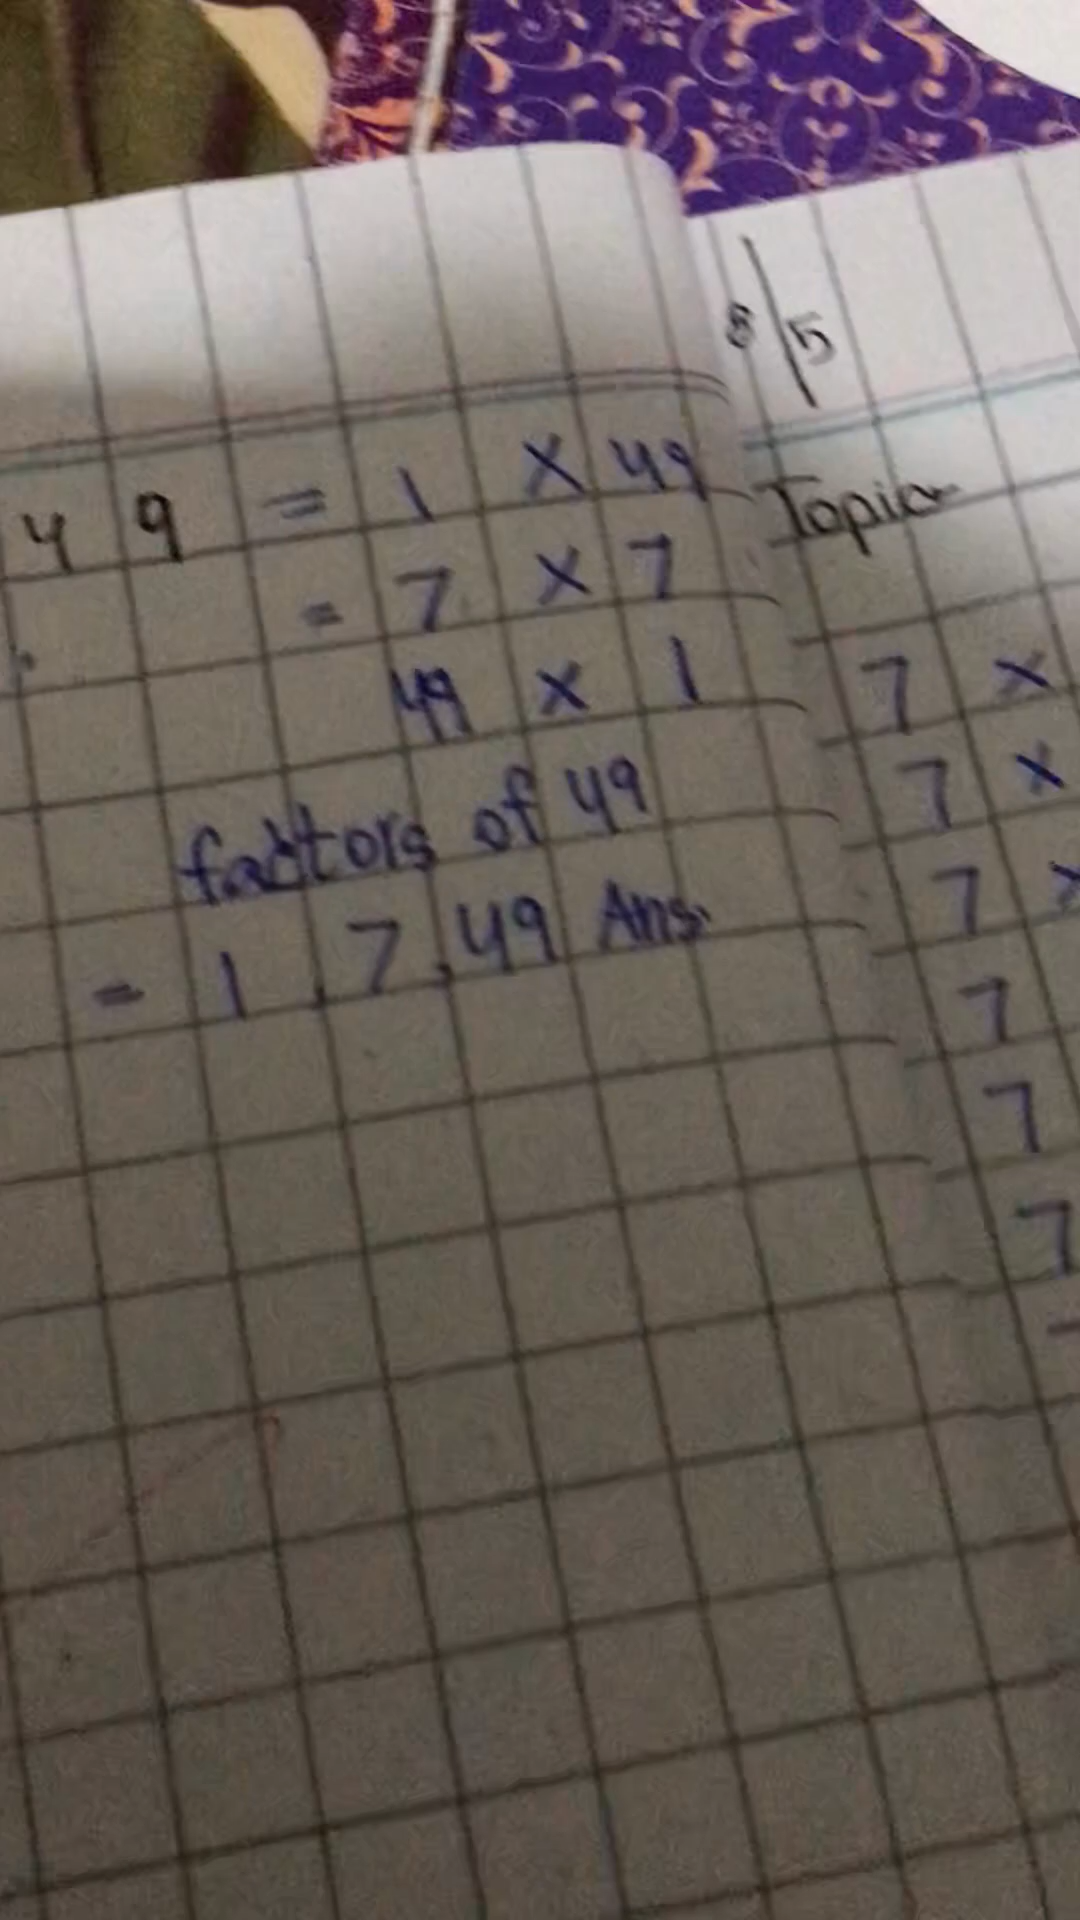 49 = 1 × 49
= 7 × 7
49 × 1
factors of 49
= 1, 7, 49 Ans.
8/5
Topic
7 ×
7 ×
7 ×
7
7
7